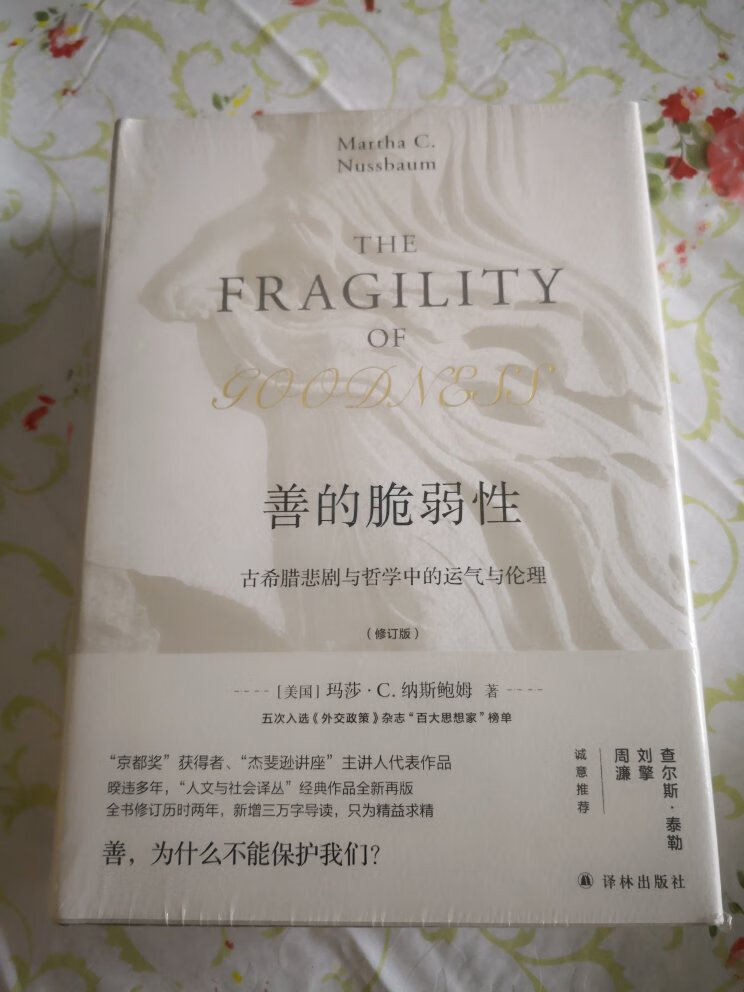 Martha C.
Nussbaum
THE
FRAGILITY
OF
GOODNESS
善的脆弱性
古希腊悲剧与哲学中的运气与伦理
（修订版）
［美国］玛莎·C. 纳斯鲍姆 著
五次入选《外交政策》杂志“百大思想家”榜单
“京都奖”获得者、“杰斐逊讲座”主讲人代表作品
暌违多年，“人文与社会译丛”经典作品全新再版
全书修订历时两年，新增三万字导读，只为精益求精
善，为什么不能保护我们？
查尔斯·泰勒
刘擎
周濂
诚意推荐
译林出版社